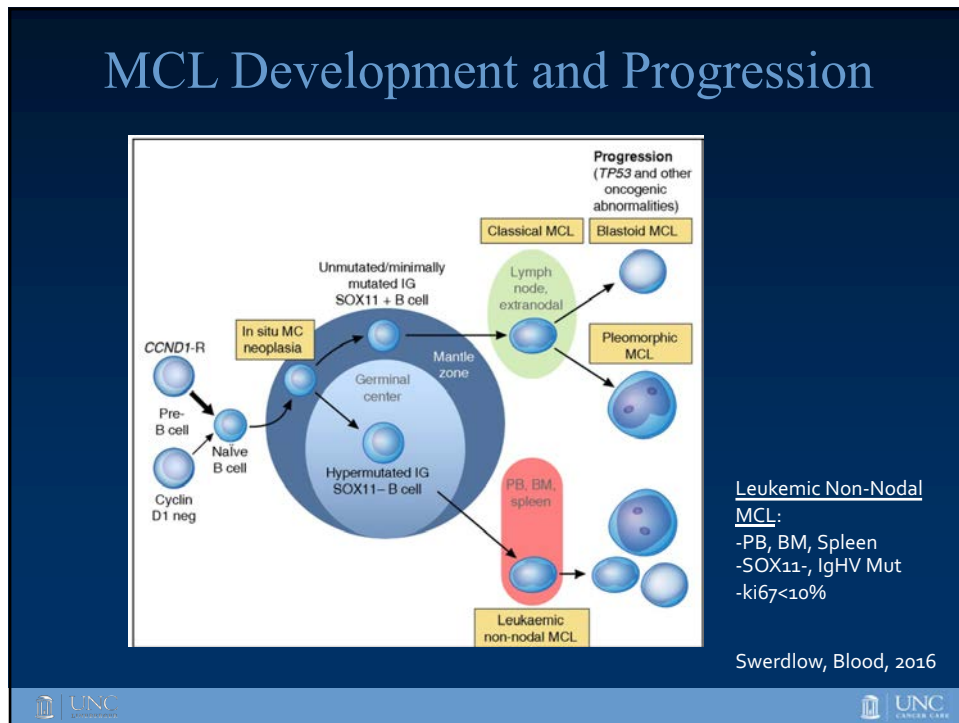 MCL Development and Progression
Progression
(TP53 and other
oncogenic
abnormalities)
Classical MCL
Blastoid MCL
Unmutated/minimally
mutated IG
SOX11 + B cell
Lymph
node,
extranodal
In situ MC
neoplasia
Pleomorphic
MCL
CCND1-R
Mantle
zone
Germinal
center
Pre-
B cell
Naïve
B cell
Hypermutated IG
SOX11– B cell
Cyclin
D1 neg
PB, BM,
spleen
Leukaemic
non-nodal MCL
Leukemic Non-Nodal
MCL:
-PB, BM, Spleen
-SOX11-, IgHV Mut
-ki67<10%
Swerdlow, Blood, 2016
UNC
UNC
CANCER CARE